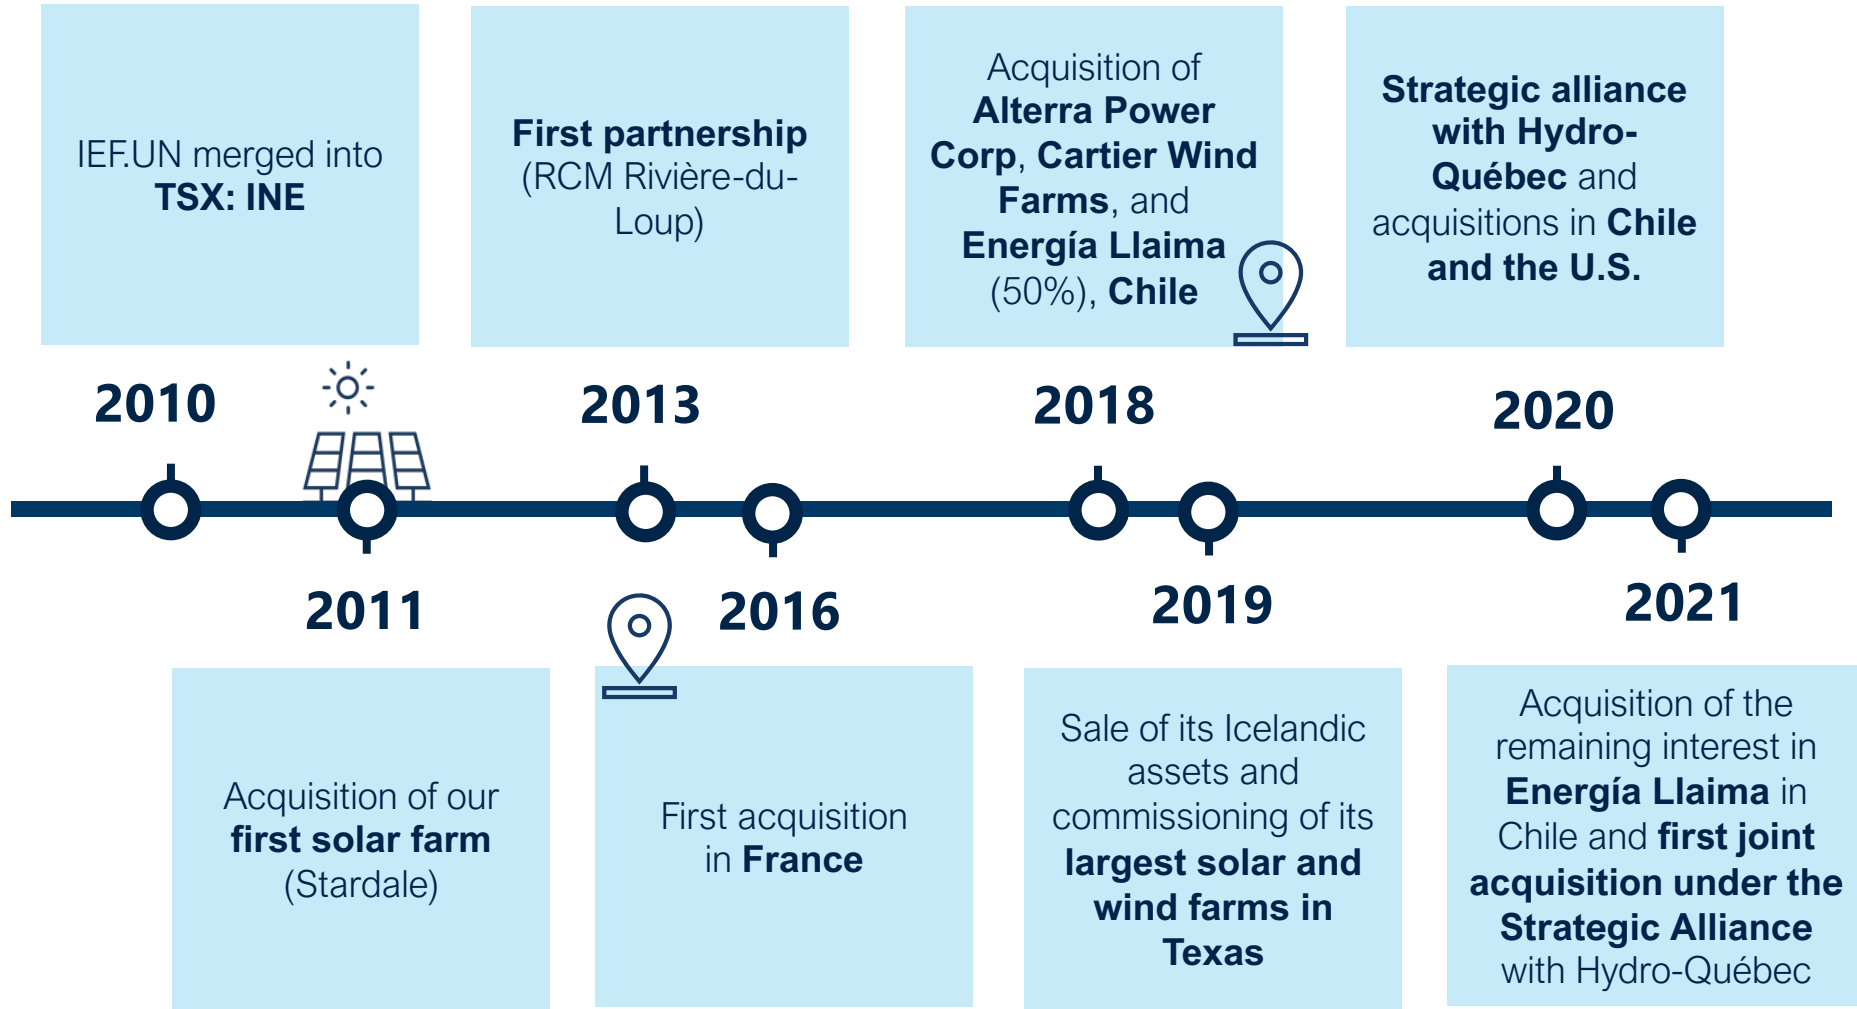 IEF.UN merged into
TSX: INE
First partnership
(RCM Rivière-du-
Loup)
Acquisition of
Alterra Power
Corp, Cartier Wind
Farms, and
Energía Llaima
(50%), Chile
Strategic alliance
with Hydro-
Québec and
acquisitions in Chile
and the U.S.
2010
2013
2018
2020
2011
2016
2019
2021
Acquisition of our
first solar farm
(Stardale)
First acquisition
in France
Sale of its Icelandic
assets and
commissioning of its
largest solar and
wind farms in
Texas
Acquisition of the
remaining interest in
Energía Llaima in
Chile and first joint
acquisition under the
Strategic Alliance
with Hydro-Québec